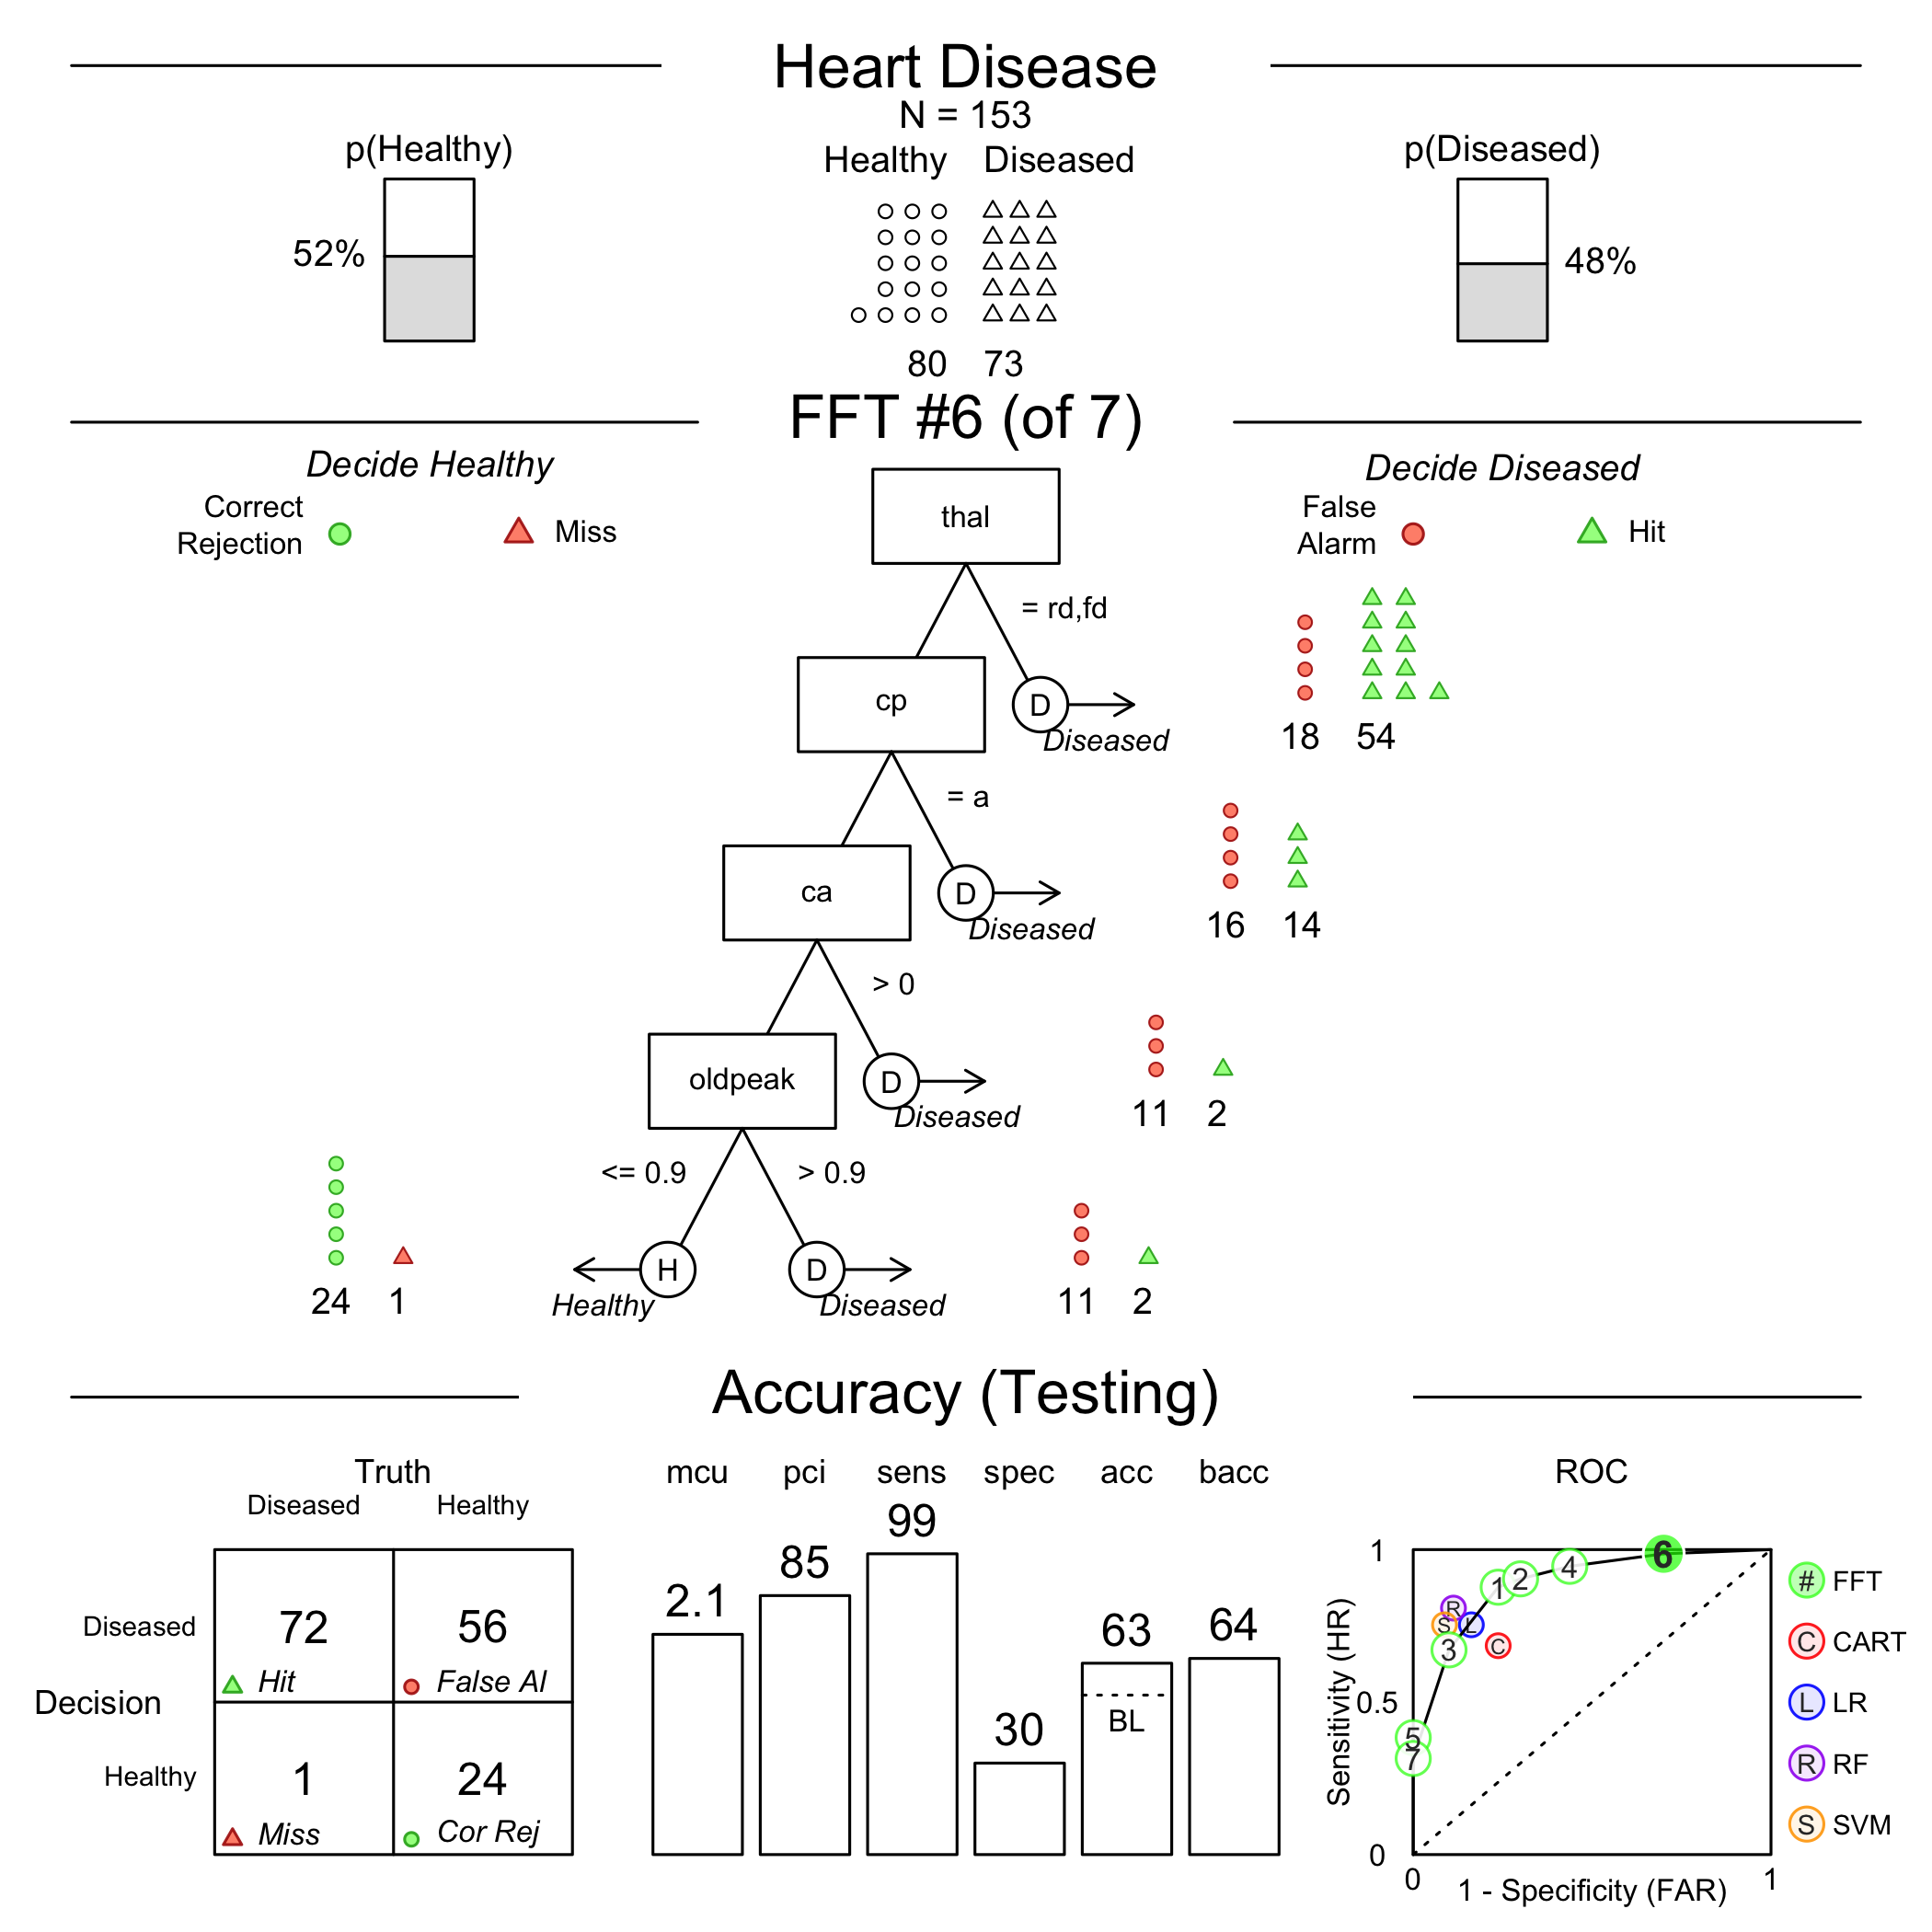 Heart Disease
N = 153
p(Healthy)
Healthy Diseased
p(Diseased)
52%
48%
80 73
FFT #6 (of 7)
Decide Healthy
Decide Diseased
Correct
Rejection
Miss
False
Alarm
Hit
thal
= rd,fd
D
Diseased
18 54
cp
= a
D
Diseased
16 14
ca
> 0
D
Diseased
11 2
oldpeak
<= 0.9
> 0.9
H
Healthy
D
Diseased
24 1
11 2
Accuracy (Testing)
Truth
Diseased Healthy
Decision
Diseased
72
Hit
56
False Al
Healthy
1
Miss
24
Cor Rej
mcu pci sens spec acc bacc
2.1 85 99 30 63 64
BL
ROC
Sensitivity (HR)
1
0.5
0
0 1
1 - Specificity (FAR)
6
4
2
1
R
S
L
C
3
5
7
# FFT
C CART
L LR
R RF
S SVM